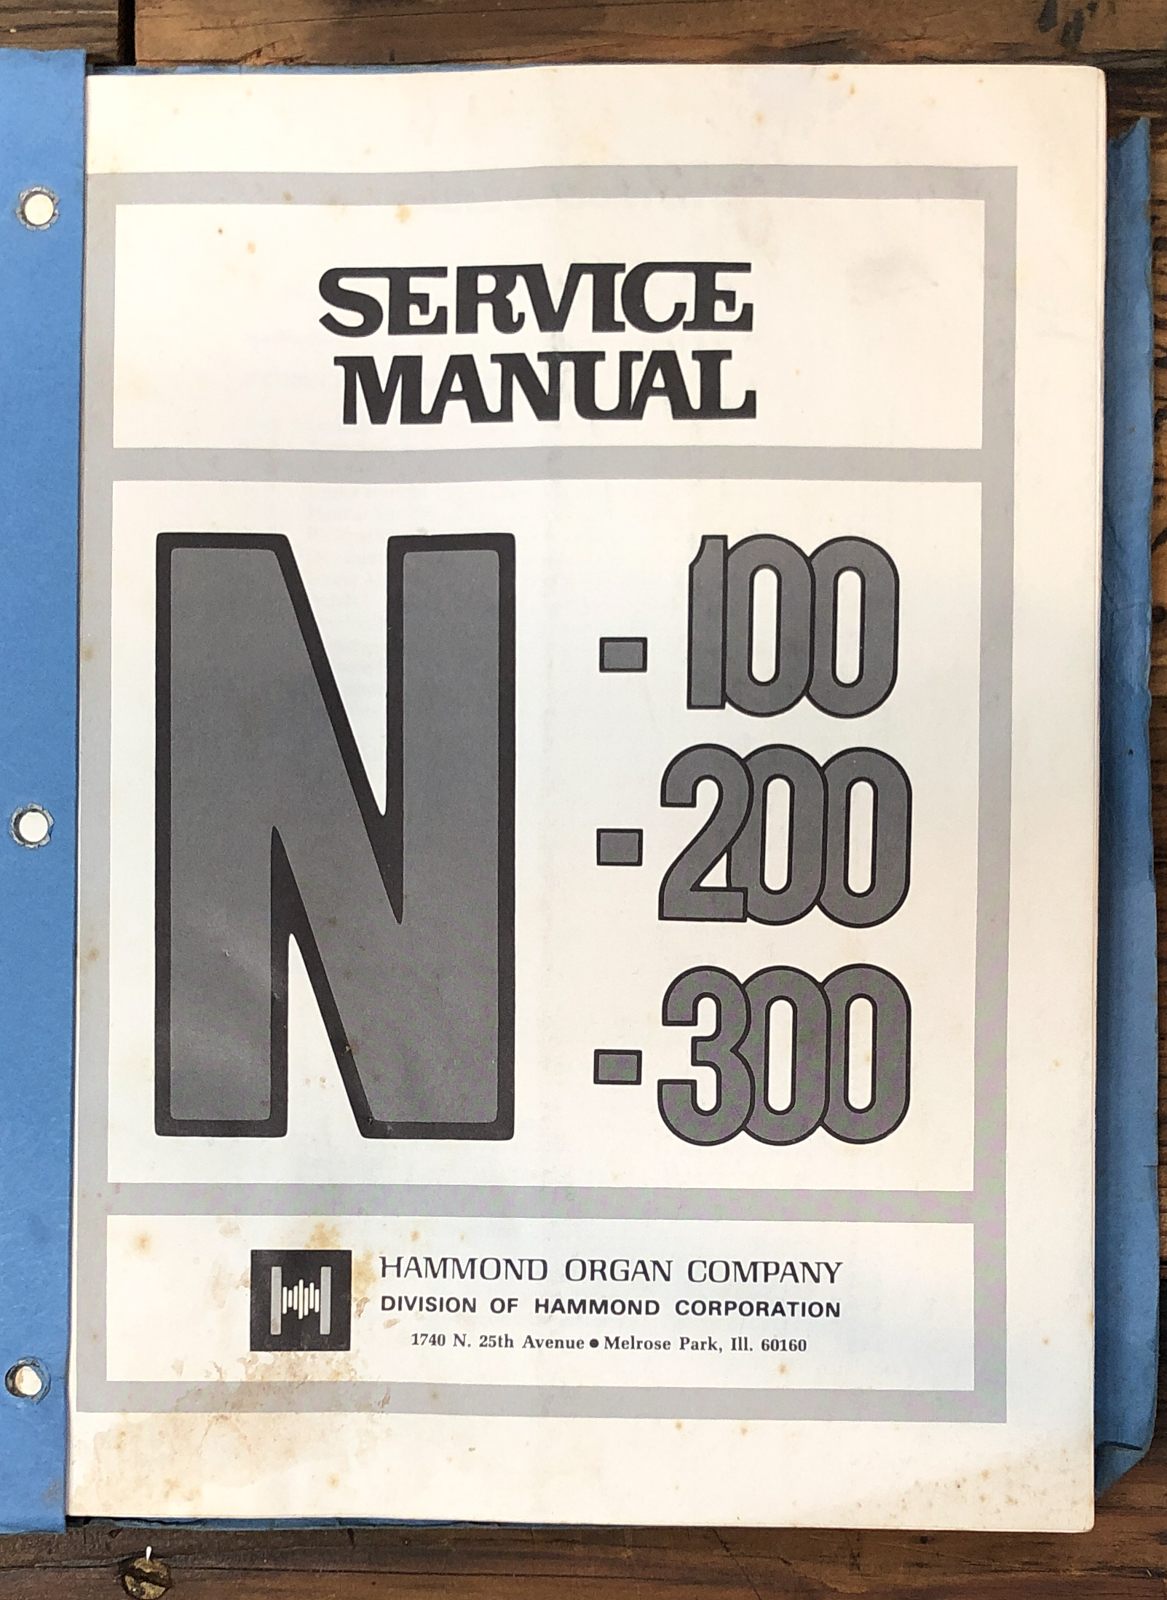 SERVICE
MANUAL
N
-100
-200
-300
HAMMOND ORGAN COMPANY
DIVISION OF HAMMOND CORPORATION
1740 N. 25th Avenue ● Melrose Park, Ill. 60160